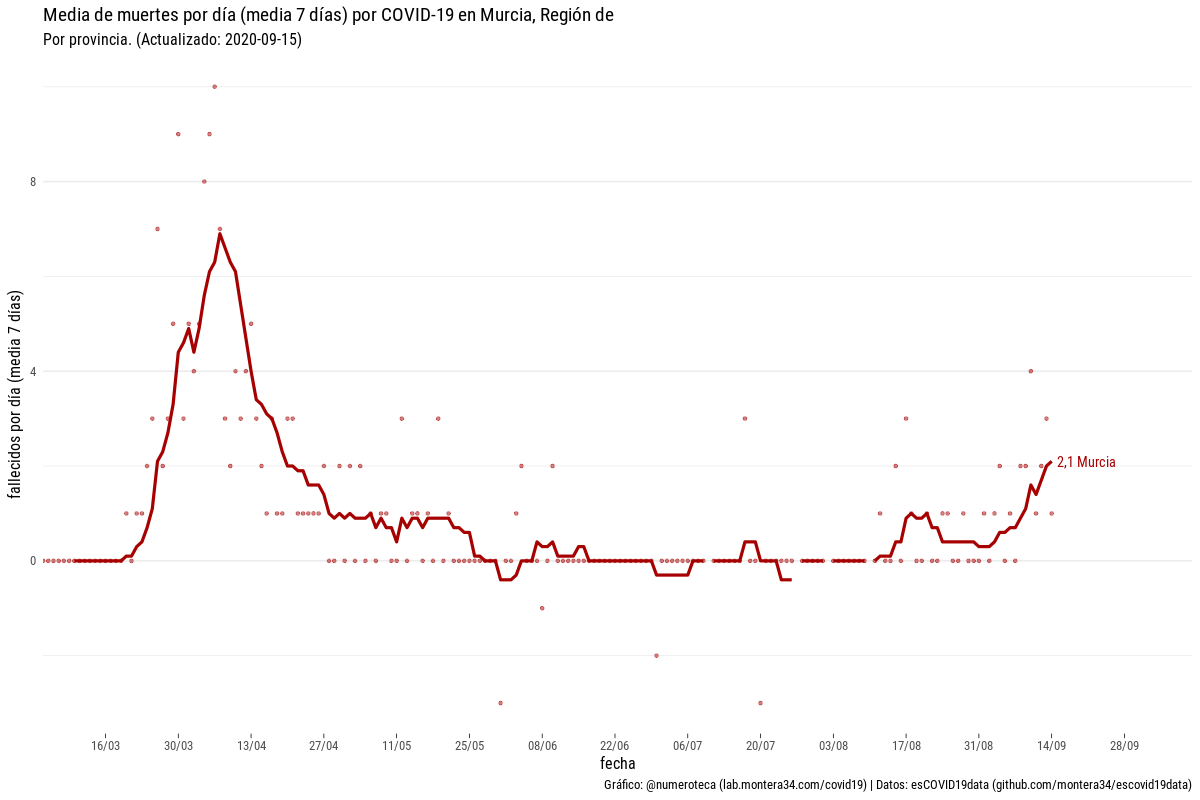 Media de muertes por día (media 7 días) por COVID-19 en Murcia, Región de
Por provincia. (Actualizado: 2020-09-15)
fallecidos por día (media 7 días)
8
4
0
2,1 Murcia
16/03 30/03 13/04 27/04 11/05 25/05 08/06 22/06 06/07 20/07 03/08 17/08 31/08 14/09 28/09
fecha
Gráfico: @numeroteca (lab.montera34.com/covid19) | Datos: esCOVID19data (github.com/montera34/escovid19data)